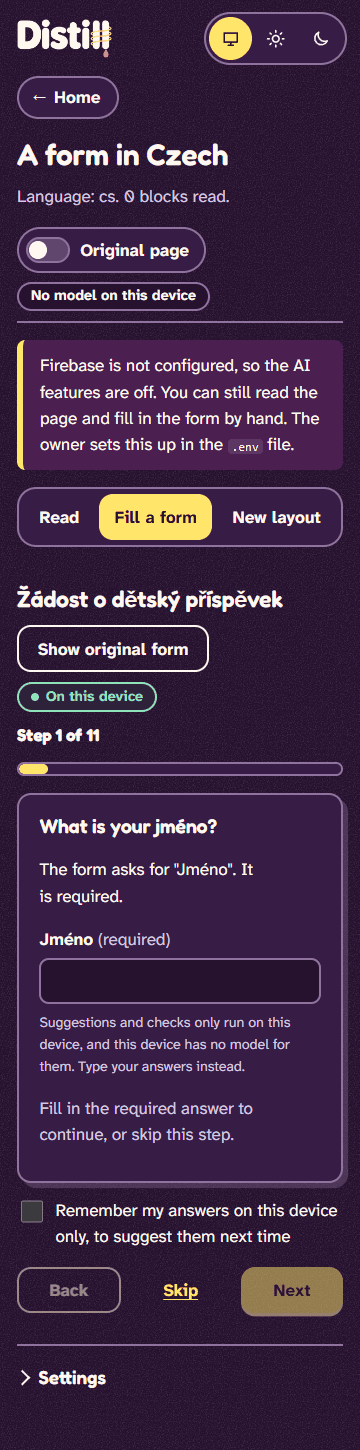 Distill
← Home
A form in Czech
Language: cs. 0 blocks read.
Original page
No model on this device
Firebase is not configured, so the AI
features are off. You can still read the
page and fill in the form by hand. The
owner sets this up in the .env file.
Read Fill a form New layout
Žádost o dětský příspěvek
Show original form
On this device
Step 1 of 11
What is your jméno?
The form asks for "Jméno". It
is required.
Jméno (required)
Suggestions and checks only run on this
device, and this device has no model for
them. Type your answers instead.
Fill in the required answer to
continue, or skip this step.
Remember my answers on this device
only, to suggest them next time
Back Skip Next
Settings